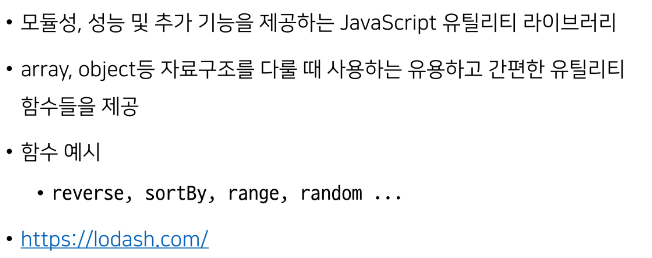 • 모듈성, 성능 및 추가 기능을 제공하는 JavaScript 유틸리티 라이브러리
• array, object등 자료구조를 다룰 때 사용하는 유용하고 간편한 유틸리티
함수들을 제공
• 함수 예시
• reverse, sortBy, range, random ...
• https://lodash.com/